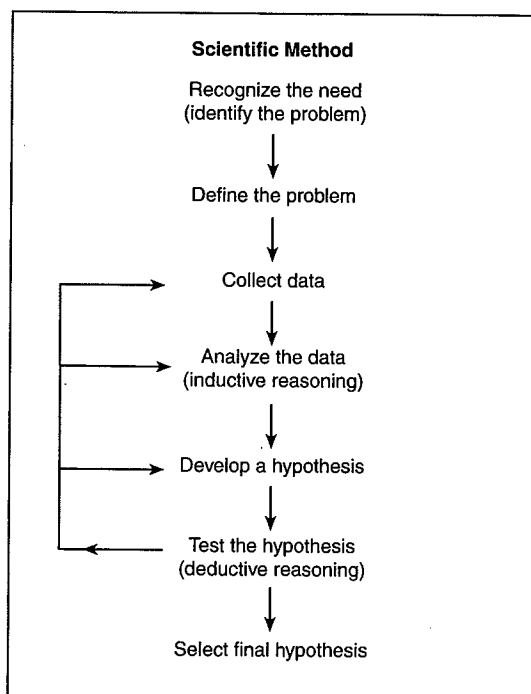 Scientific Method
Recognize the need
(identify the problem)
Define the problem
Collect data
Analyze the data
(inductive reasoning)
Develop a hypothesis
Test the hypothesis
(deductive reasoning)
Select final hypothesis